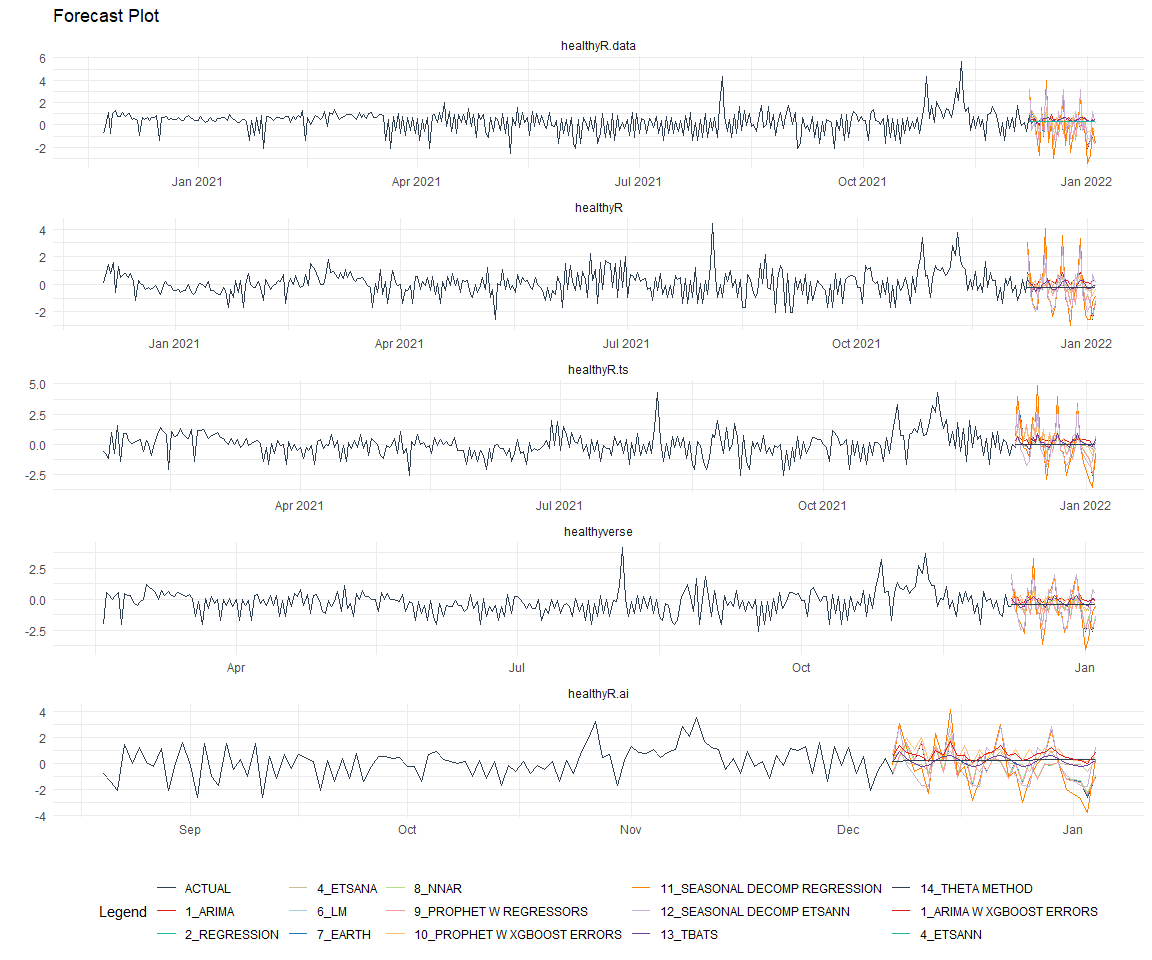 Forecast Plot
healthyR.data
6
4
2
0
-2
Jan 2021 Apr 2021 Jul 2021 Oct 2021 Jan 2022
healthyR
4
2
0
-2
Jan 2021 Apr 2021 Jul 2021 Oct 2021 Jan 2022
healthyR.ts
5.0
2.5
0.0
-2.5
Apr 2021 Jul 2021 Oct 2021 Jan 2022
healthyverse
2.5
0.0
-2.5
Apr Jul Oct Jan
healthyR.ai
4
2
0
-2
-4
Sep Oct Nov Dec Jan
ACTUAL 4_ETSANA 8_NNAR 11_SEASONAL DECOMP REGRESSION 14_THETA METHOD
Legend 1_ARIMA 6_LM 9_PROPHET W REGRESSORS 12_SEASONAL DECOMP ETSANN 1_ARIMA W XGBOOST ERRORS
2_REGRESSION 7_EARTH 10_PROPHET W XGBOOST ERRORS 13_TBATS 4_ETSANN